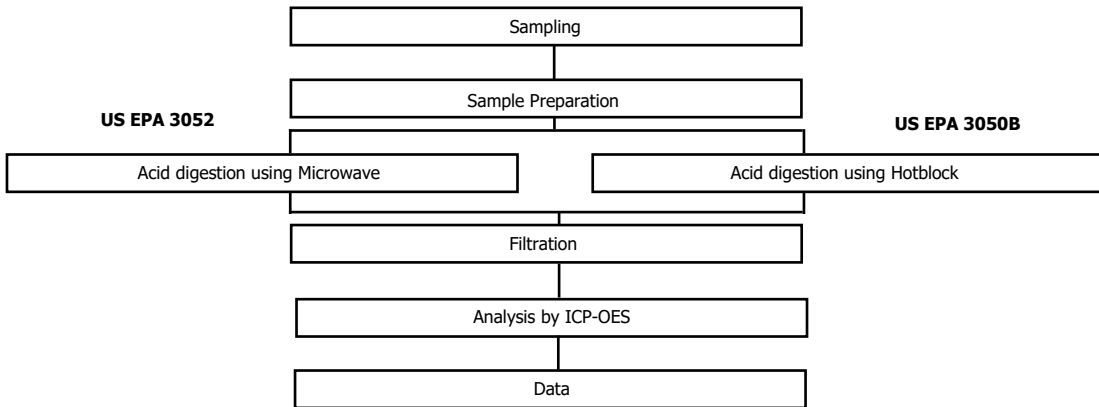 Sampling
Sample Preparation
US EPA 3052
US EPA 3050B
Acid digestion using Microwave
Acid digestion using Hotblock
Filtration
Analysis by ICP-OES
Data